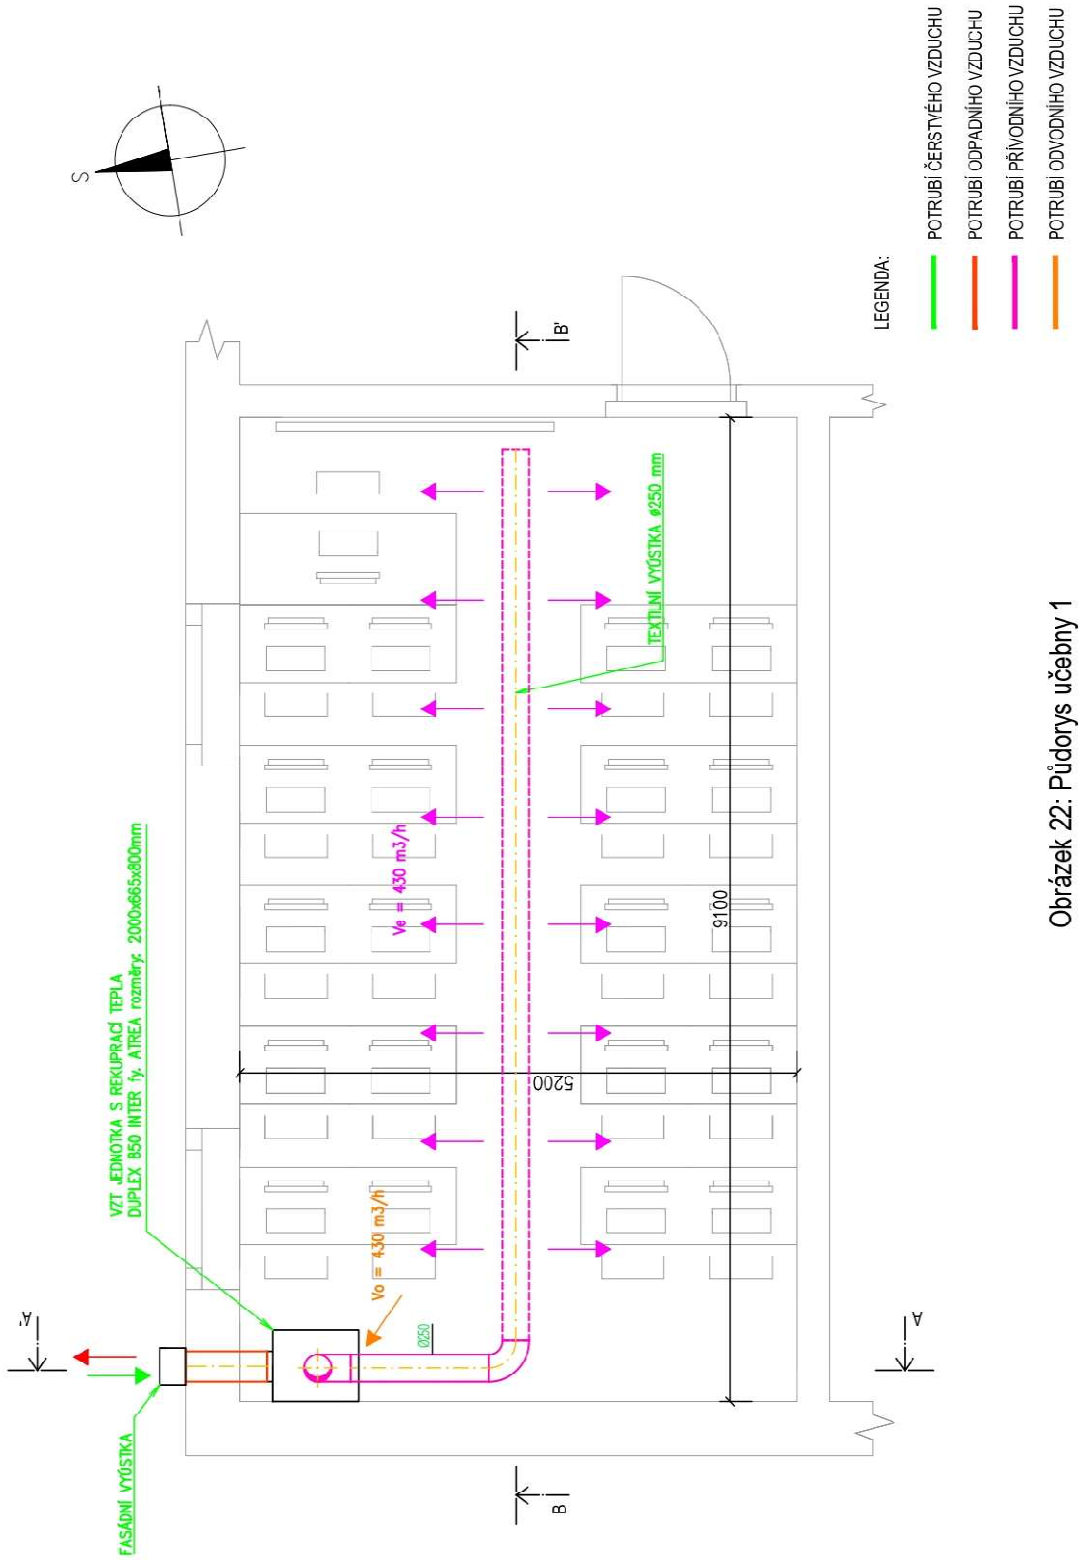 S
FASÁDNÍ VYÚSTKA
VZT JEDNOTKA S REKUPRACÍ TEPLA
DUPLEX 850 INTER fy. ATREA rozměry: 2000x665x800mm
A'
Vo = 430 m3/h
Ø250
Ve = 430 m3/h
TEXTILNÍ VYÚSTKA ø250 mm
5200
9100
B
B'
A
LEGENDA:
POTRUBÍ ČERSTVÉHO VZDUCHU
POTRUBÍ ODPADNÍHO VZDUCHU
POTRUBÍ PŘÍVODNÍHO VZDUCHU
POTRUBÍ ODVODNÍHO VZDUCHU
Obrázek 22: Půdorys učebny 1